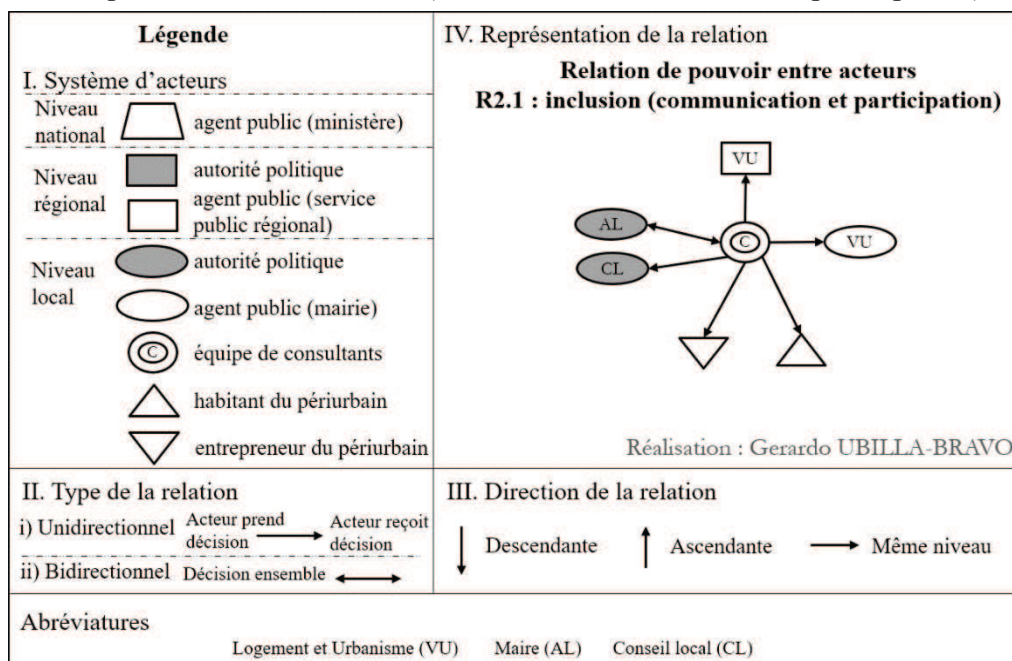 Légende
I. Système d’acteurs
Niveau national
agent public (ministère)
Niveau régional
autorité politique
agent public (service
public régional)
Niveau local
autorité politique
agent public (mairie)
C
équipe de consultants
habitant du périurbain
entrepreneur du périurbain
IV. Représentation de la relation
Relation de pouvoir entre acteurs
R2.1 : inclusion (communication et participation)
VU
AL
C
VU
CL
Réalisation : Gerardo UBILLA-BRAVO
II. Type de la relation
i) Unidirectionnel
Acteur prend
décision
Acteur reçoit
décision
ii) Bidirectionnel
Décision ensemble
III. Direction de la relation
Descendante
Ascendante
Même niveau
Abréviatures
Logement et Urbanisme (VU)
Maire (AL)
Conseil local (CL)